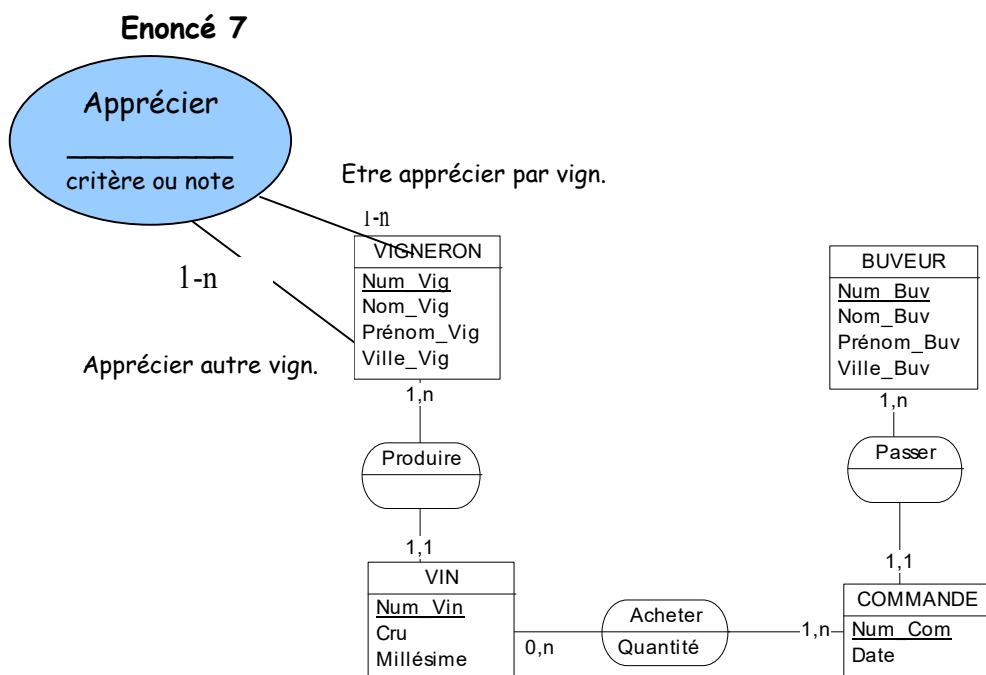 Enoncé 7
Apprécier
critère ou note
Etre apprécier par vign.
1-n
1-n
Apprécier autre vign.
VIGNERON
Num_Vig
Nom_Vig
Prénom_Vig
Ville_Vig
1,n
Produire
1,1
VIN
Num_Vin
Cru
Millésime
0,n
Acheter
Quantité
1,n
BUVEUR
Num_Buv
Nom_Buv
Prénom_Buv
Ville_Buv
1,n
Passer
1,1
COMMANDE
Num_Com
Date